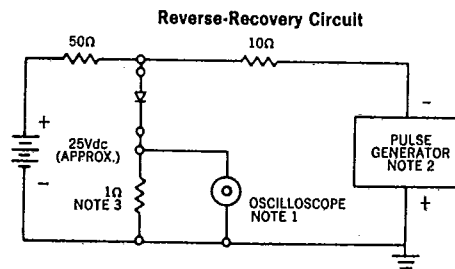 Reverse-Recovery Circuit
50Ω
10Ω
+
25Vdc
(APPROX.)
−
1Ω
NOTE 3
OSCILLOSCOPE
NOTE 1
−
PULSE
GENERATOR
NOTE 2
+